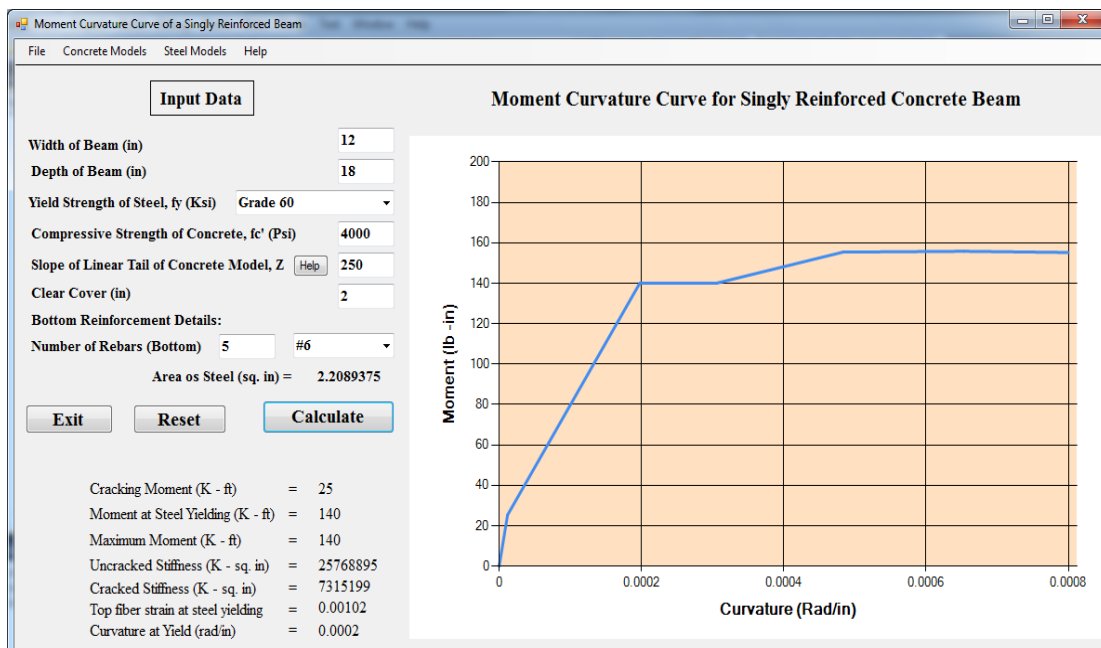 Moment Curvature Curve of a Singly Reinforced Beam
File Concrete Models Steel Models Help
Input Data
Width of Beam (in) 12
Depth of Beam (in) 18
Yield Strength of Steel, fy (Ksi) Grade 60
Compressive Strength of Concrete, fc' (Psi) 4000
Slope of Linear Tail of Concrete Model, Z Help 250
Clear Cover (in) 2
Bottom Reinforcement Details:
Number of Rebars (Bottom) 5 #6
Area os Steel (sq. in) = 2.2089375
Exit Reset Calculate
Cracking Moment (K - ft) = 25
Moment at Steel Yielding (K - ft) = 140
Maximum Moment (K - ft) = 140
Uncracked Stiffness (K - sq. in) = 25768895
Cracked Stiffness (K - sq. in) = 7315199
Top fiber strain at steel yielding = 0.00102
Curvature at Yield (rad/in) = 0.0002
Moment Curvature Curve for Singly Reinforced Concrete Beam
200
180
160
140
120
100
80
60
40
20
0
Moment (lb -in)
0 0.0002 0.0004 0.0006 0.0008
Curvature (Rad/in)